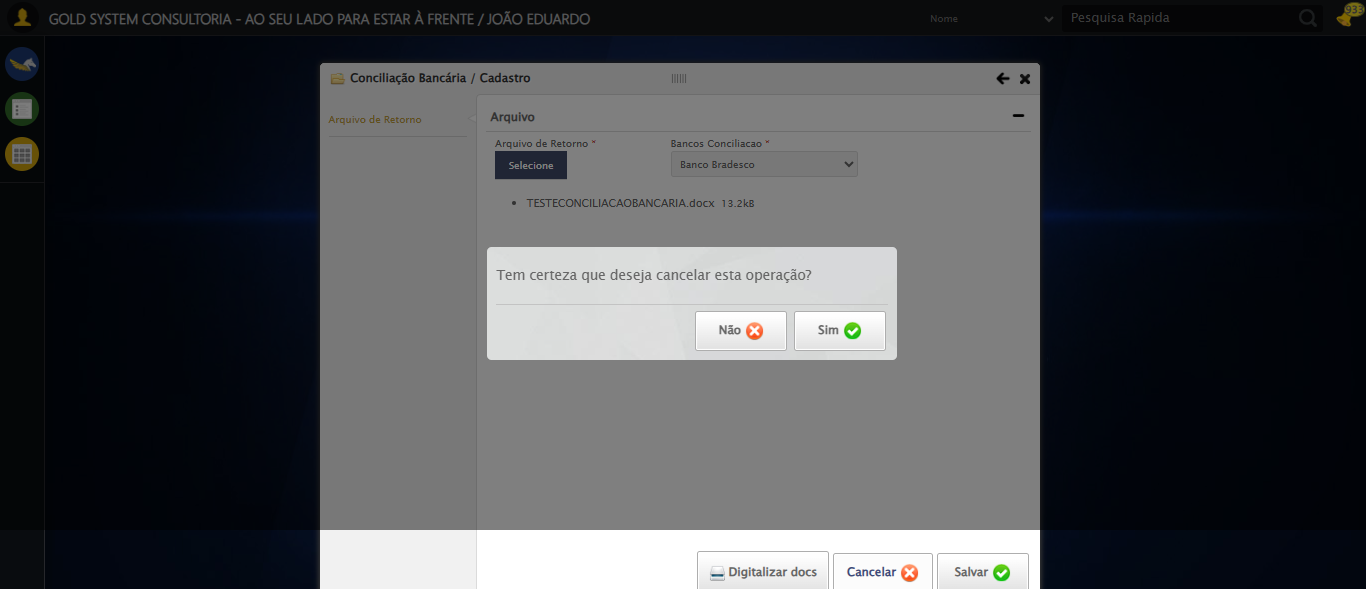 GOLD SYSTEM CONSULTORIA - AO SEU LADO PARA ESTAR À FRENTE / JOÃO EDUARDO
Nome
Pesquisa Rapida
933
Conciliação Bancária / Cadastro
Arquivo de Retorno
Arquivo
Arquivo de Retorno *
Bancos Conciliacao *
Selecione
Banco Bradesco
• TESTECONCILIACAOBANCARIA.docx 13.2kB
Tem certeza que deseja cancelar esta operação?
Não
Sim
Digitalizar docs
Cancelar
Salvar